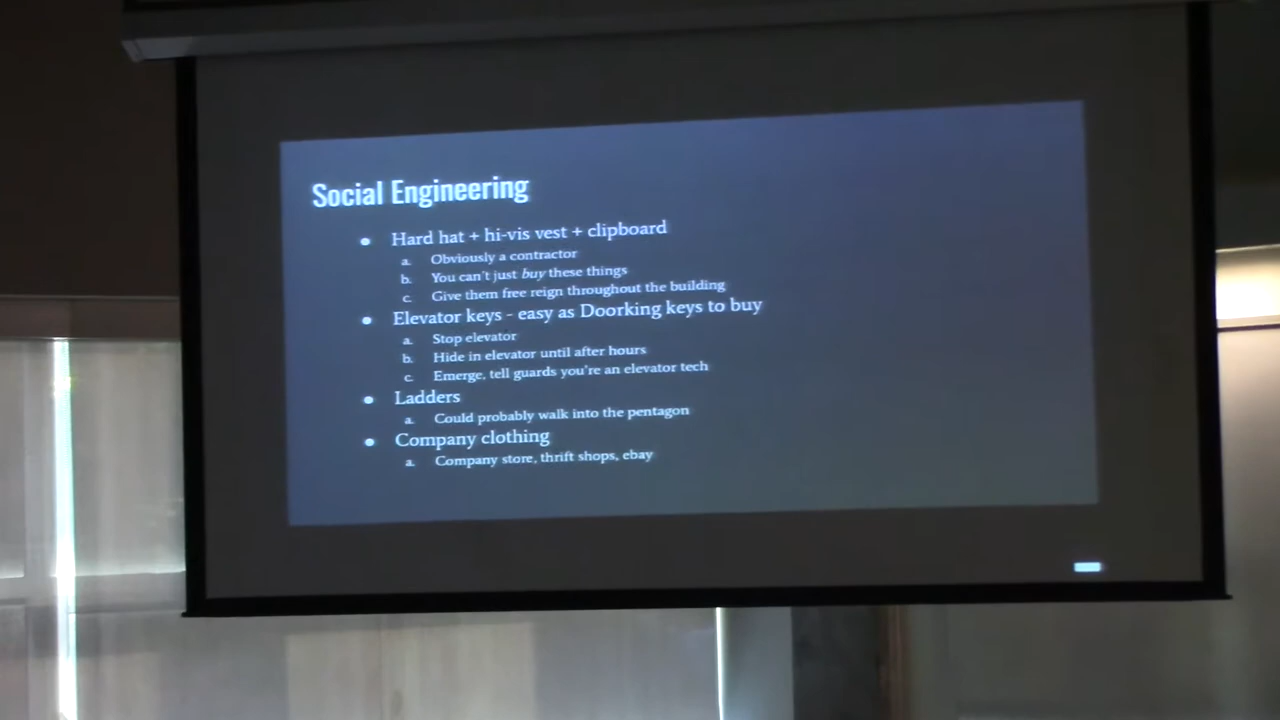 Social Engineering
● Hard hat + hi-vis vest + clipboard
a. Obviously a contractor
b. You can't just buy these things
c. Give them free reign throughout the building
● Elevator keys - easy as Doorking keys to buy
a. Stop elevator
b. Hide in elevator until after hours
c. Emerge, tell guards you're an elevator tech
● Ladders
a. Could probably walk into the pentagon
● Company clothing
a. Company store, thrift shops, ebay